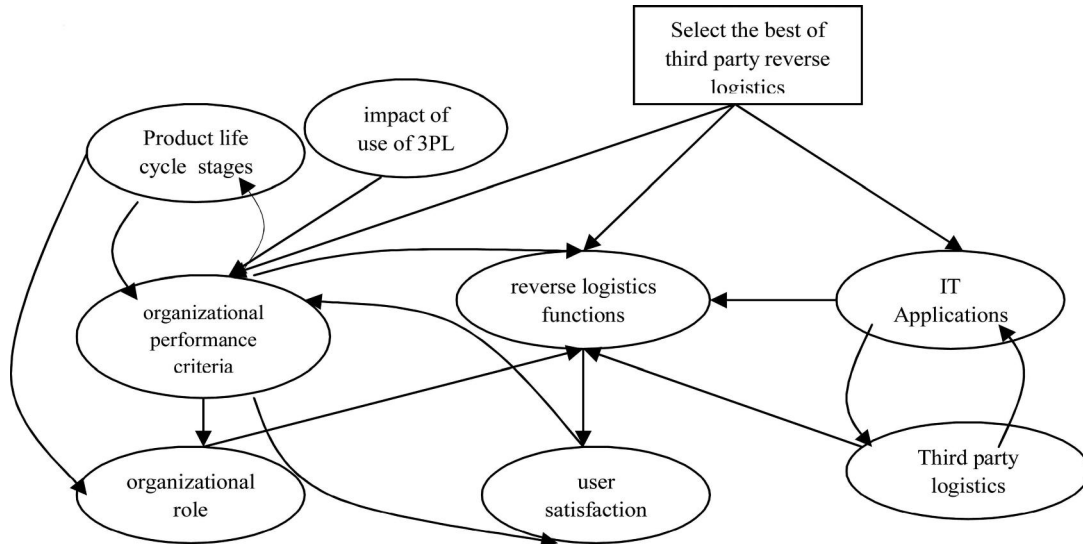 Select the best of
third party reverse
logistics
impact of
use of 3PL
Product life
cycle stages
reverse logistics
functions
IT
Applications
organizational
performance
criteria
organizational
role
user
satisfaction
Third party
logistics